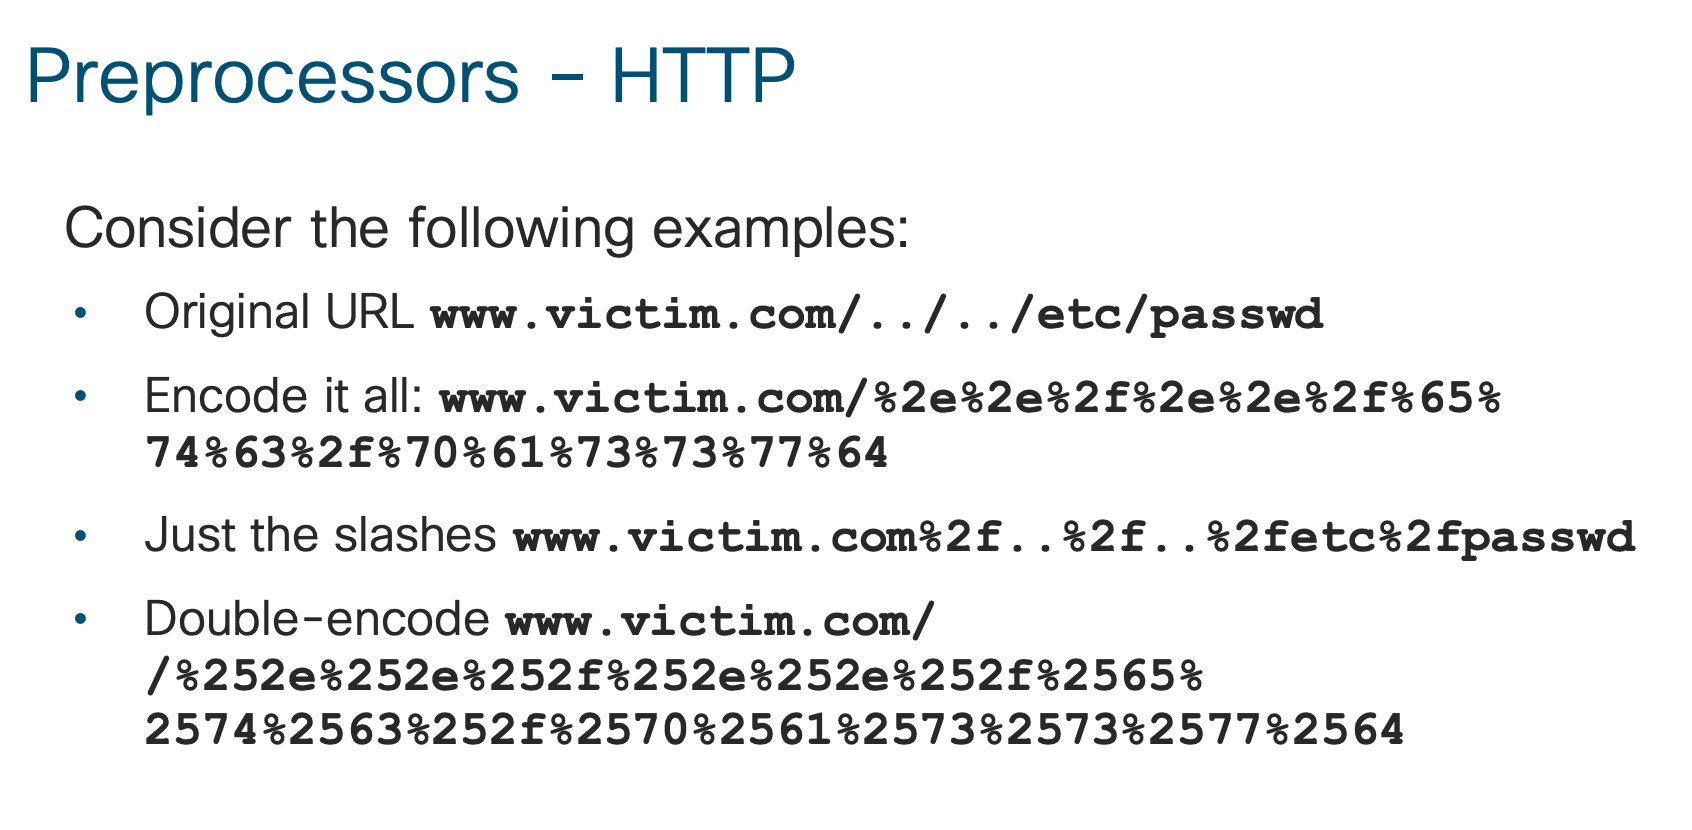 Preprocessors - HTTP
Consider the following examples:
• Original URL www.victim.com/../../etc/passwd
• Encode it all: www.victim.com/%2e%2e%2f%2e%2e%2f%65%
74%63%2f%70%61%73%73%77%64
• Just the slashes www.victim.com%2f..%2f..%2fetc%2fpasswd
• Double-encode www.victim.com/
/%252e%252e%252f%252e%252e%252f%2565%
2574%2563%252f%2570%2561%2573%2573%2577%2564